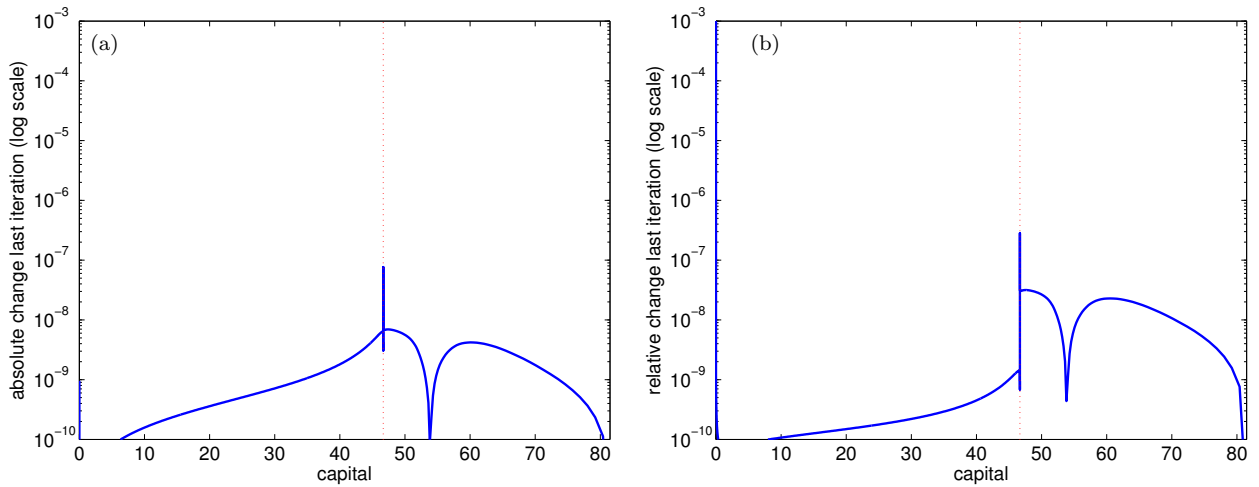 (a)
absolute change last iteration (log scale)
10⁻³
10⁻⁴
10⁻⁵
10⁻⁶
10⁻⁷
10⁻⁸
10⁻⁹
10⁻¹⁰
0 10 20 30 40 50 60 70 80
capital
(b)
relative change last iteration (log scale)
10⁻³
10⁻⁴
10⁻⁵
10⁻⁶
10⁻⁷
10⁻⁸
10⁻⁹
10⁻¹⁰
0 10 20 30 40 50 60 70 80
capital